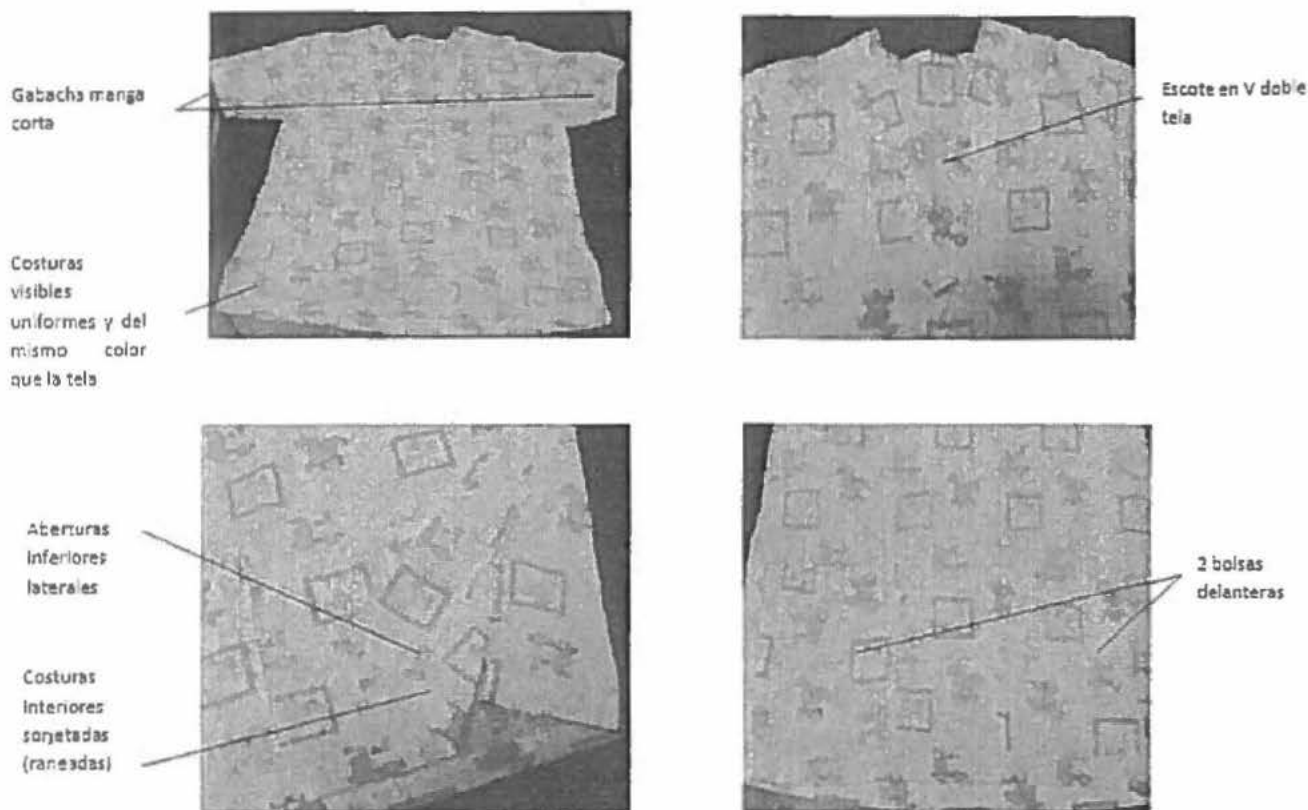 Gabacha manga
corta
Escote en V doble
tela
Costuras
visibles
uniformes y del
mismo color
que la tela
Aberturas
inferiores
laterales
2 bolsas
delanteras
Costuras
Interiores
sorjetadas
(raneadas)